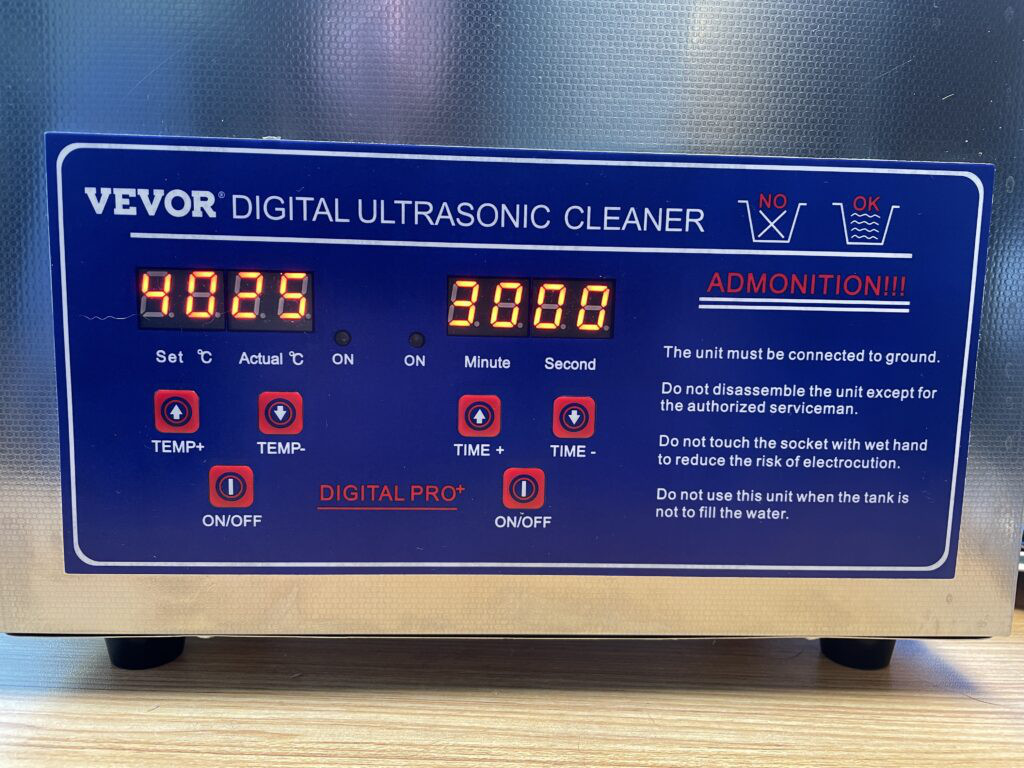 VEVOR® DIGITAL ULTRASONIC CLEANER
NO
OK
4025
3000
ADMONITION!!!
Set °C
Actual °C
ON
ON
Minute
Second
The unit must be connected to ground.
Do not disassemble the unit except for
the authorized serviceman.
TEMP+
TEMP-
TIME +
TIME -
Do not touch the socket with wet hand
to reduce the risk of electrocution.
ON/OFF
DIGITAL PRO+
ON/OFF
Do not use this unit when the tank is
not to fill the water.